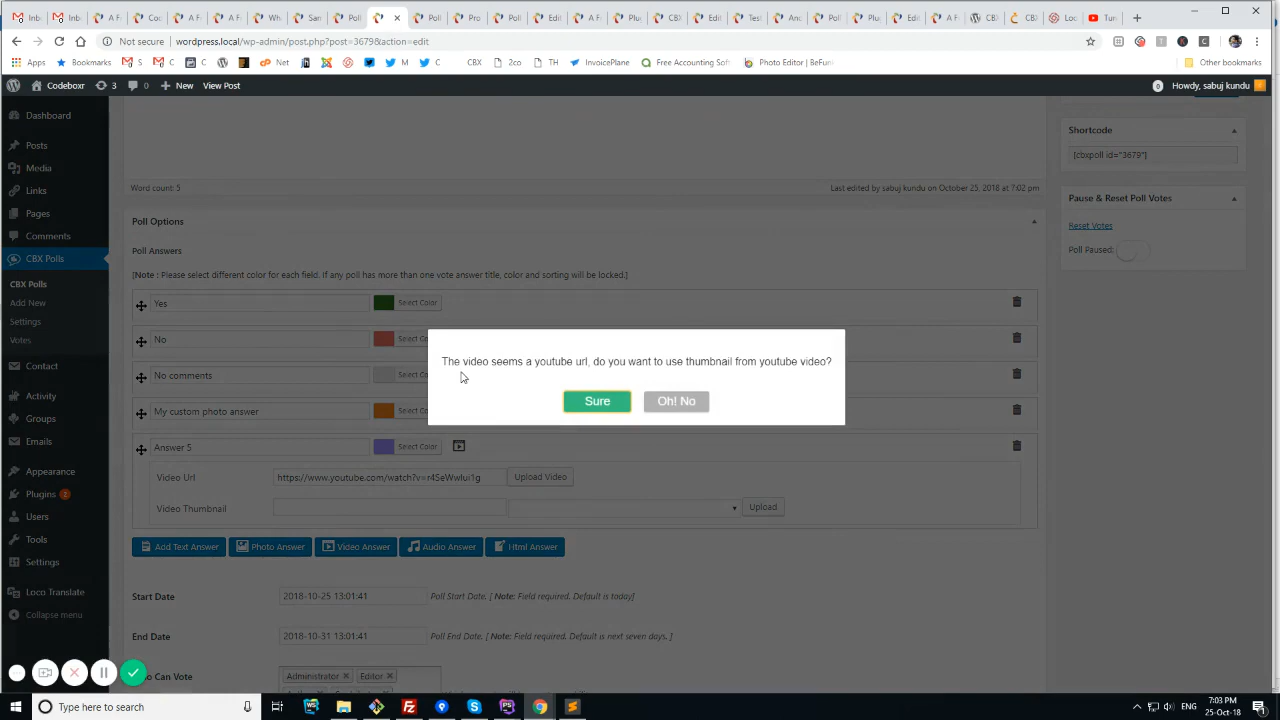 Not secure wordpress.local/wp-admin/post.php?post=3679&action=edit
Apps Bookmarks Net InvoicePlane Free Accounting Soft Photo Editor | BeFun Other bookmarks
CBX 2co TH
Codeboxr 3 0 New View Post 0 Howdy, sabuj kundu
Dashboard
Posts
Media
Links
Pages
Comments
CBX Polls
CBX Polls
Add New
Settings
Votes
Contact
Activity
Groups
Emails
Appearance
Plugins 2
Users
Tools
Settings
Loco Translate
Collapse menu
Word count: 5 Last edited by sabuj kundu on October 25, 2018 at 7:02 pm
Shortcode
[cbxpoll id="3679"]
Pause & Reset Poll Votes
Reset Votes
Poll Paused:
Poll Options
Poll Answers
[Note : Please select different color for each field. If any poll has more than one vote answer title, color and sorting will be locked.]
Yes Select Color
No Select Color
No comments
My custom photo answer
Answer 5 Select Color
The video seems a youtube url, do you want to use thumbnail from youtube video?
Sure Oh! No
Video Url Upload Video
Video Thumbnail Upload
Add Text Answer Photo Answer Video Answer Audio Answer Html Answer
Start Date 2018-10-25 13:01:41 Poll Start Date. [ Note: Field required. Default is today]
End Date 2018-10-31 13:01:41 Poll End Date. [ Note: Field required. Default is next seven days. ]
Can Vote Administrator Editor
Type here to search
ENG 7:03 PM
25-Oct-18